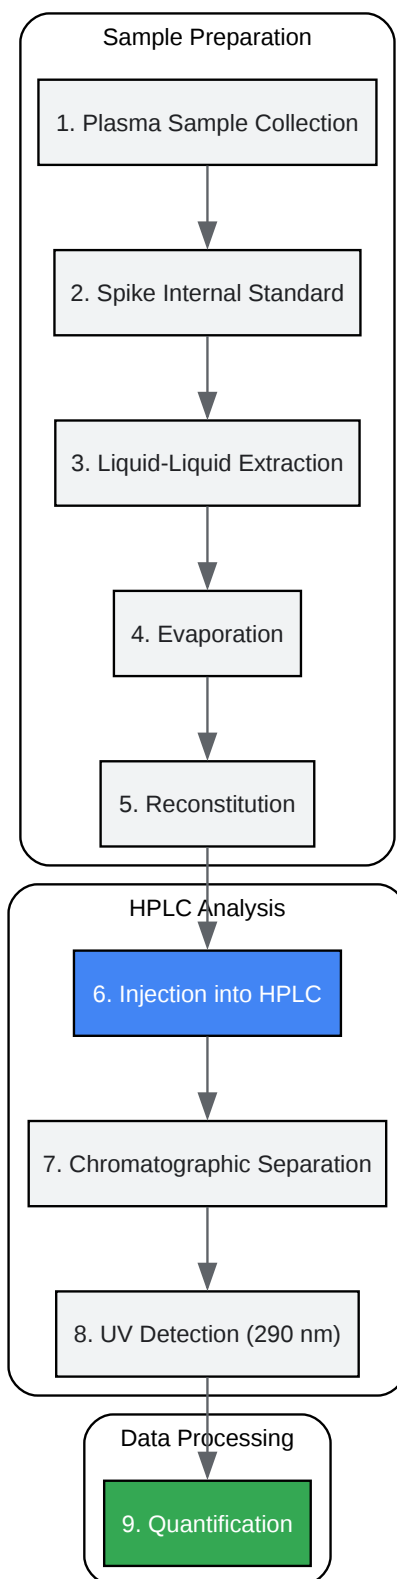 Sample Preparation
1. Plasma Sample Collection
2. Spike Internal Standard
3. Liquid-Liquid Extraction
4. Evaporation
5. Reconstitution
HPLC Analysis
6. Injection into HPLC
7. Chromatographic Separation
8. UV Detection (290 nm)
Data Processing
9. Quantification